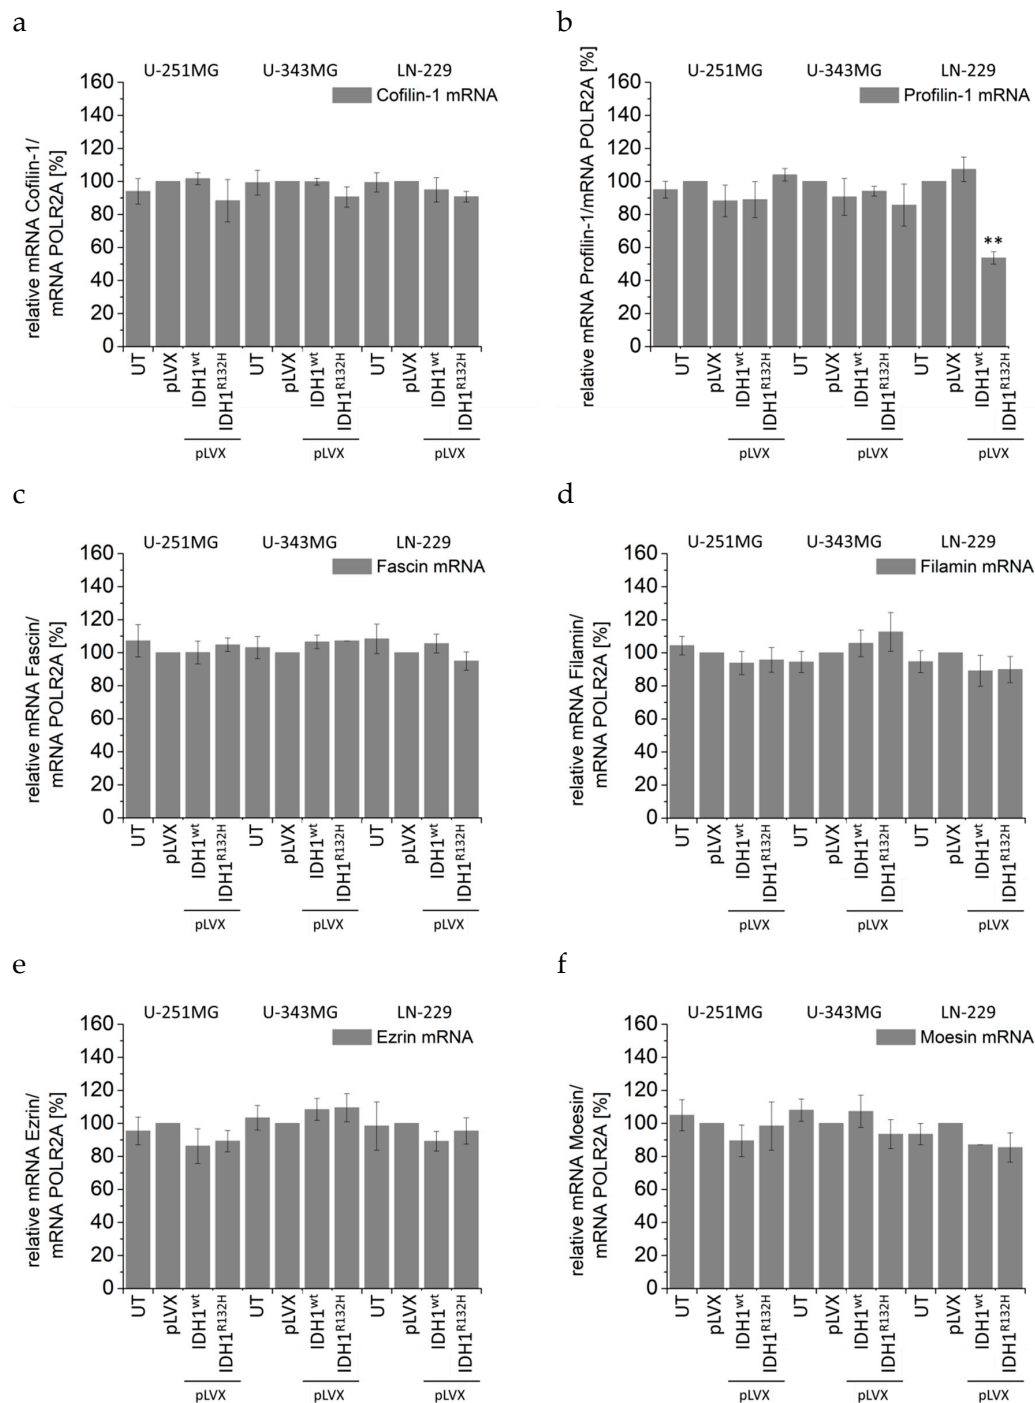 a
U-251MG U-343MG LN-229
Cofilin-1 mRNA
relative mRNA Cofilin-1/
mRNA POLR2A [%]
160
140
120
100
80
60
40
20
0
UT pLVX IDH1wt IDH1R132H UT pLVX IDH1wt IDH1R132H UT pLVX IDH1wt IDH1R132H
pLVX pLVX pLVX
b
U-251MG U-343MG LN-229
Profilin-1 mRNA
relative mRNA Profilin-1/mRNA POLR2A [%]
160
140
120
100
80
60
40
20
0
**
UT pLVX IDH1wt IDH1R132H UT pLVX IDH1wt IDH1R132H UT pLVX IDH1wt IDH1R132H
pLVX pLVX pLVX
c
U-251MG U-343MG LN-229
Fascin mRNA
relative mRNA Fascin/
mRNA POLR2A [%]
160
140
120
100
80
60
40
20
0
UT pLVX IDH1wt IDH1R132H UT pLVX IDH1wt IDH1R132H UT pLVX IDH1wt IDH1R132H
pLVX pLVX pLVX
d
U-251MG U-343MG LN-229
Filamin mRNA
relative mRNA Filamin/
mRNA POLR2A [%]
160
140
120
100
80
60
40
20
0
UT pLVX IDH1wt IDH1R132H UT pLVX IDH1wt IDH1R132H UT pLVX IDH1wt IDH1R132H
pLVX pLVX pLVX
e
U-251MG U-343MG LN-229
Ezrin mRNA
relative mRNA Ezrin/
mRNA POLR2A [%]
160
140
120
100
80
60
40
20
0
UT pLVX IDH1wt IDH1R132H UT pLVX IDH1wt IDH1R132H UT pLVX IDH1wt IDH1R132H
pLVX pLVX pLVX
f
U-251MG U-343MG LN-229
Moesin mRNA
relative mRNA Moesin/
mRNA POLR2A [%]
160
140
120
100
80
60
40
20
0
UT pLVX IDH1wt IDH1R132H UT pLVX IDH1wt IDH1R132H UT pLVX IDH1wt IDH1R132H
pLVX pLVX pLVX